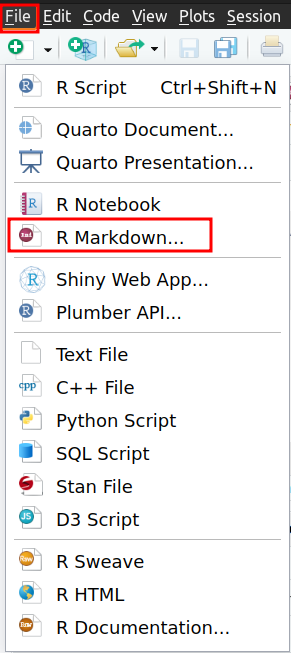 File Edit Code View Plots Session
R Script Ctrl+Shift+N
Quarto Document...
Quarto Presentation...
R Notebook
R Markdown...
Shiny Web App...
Plumber API...
Text File
C++ File
Python Script
SQL Script
Stan File
D3 Script
R Sweave
R HTML
R Documentation...